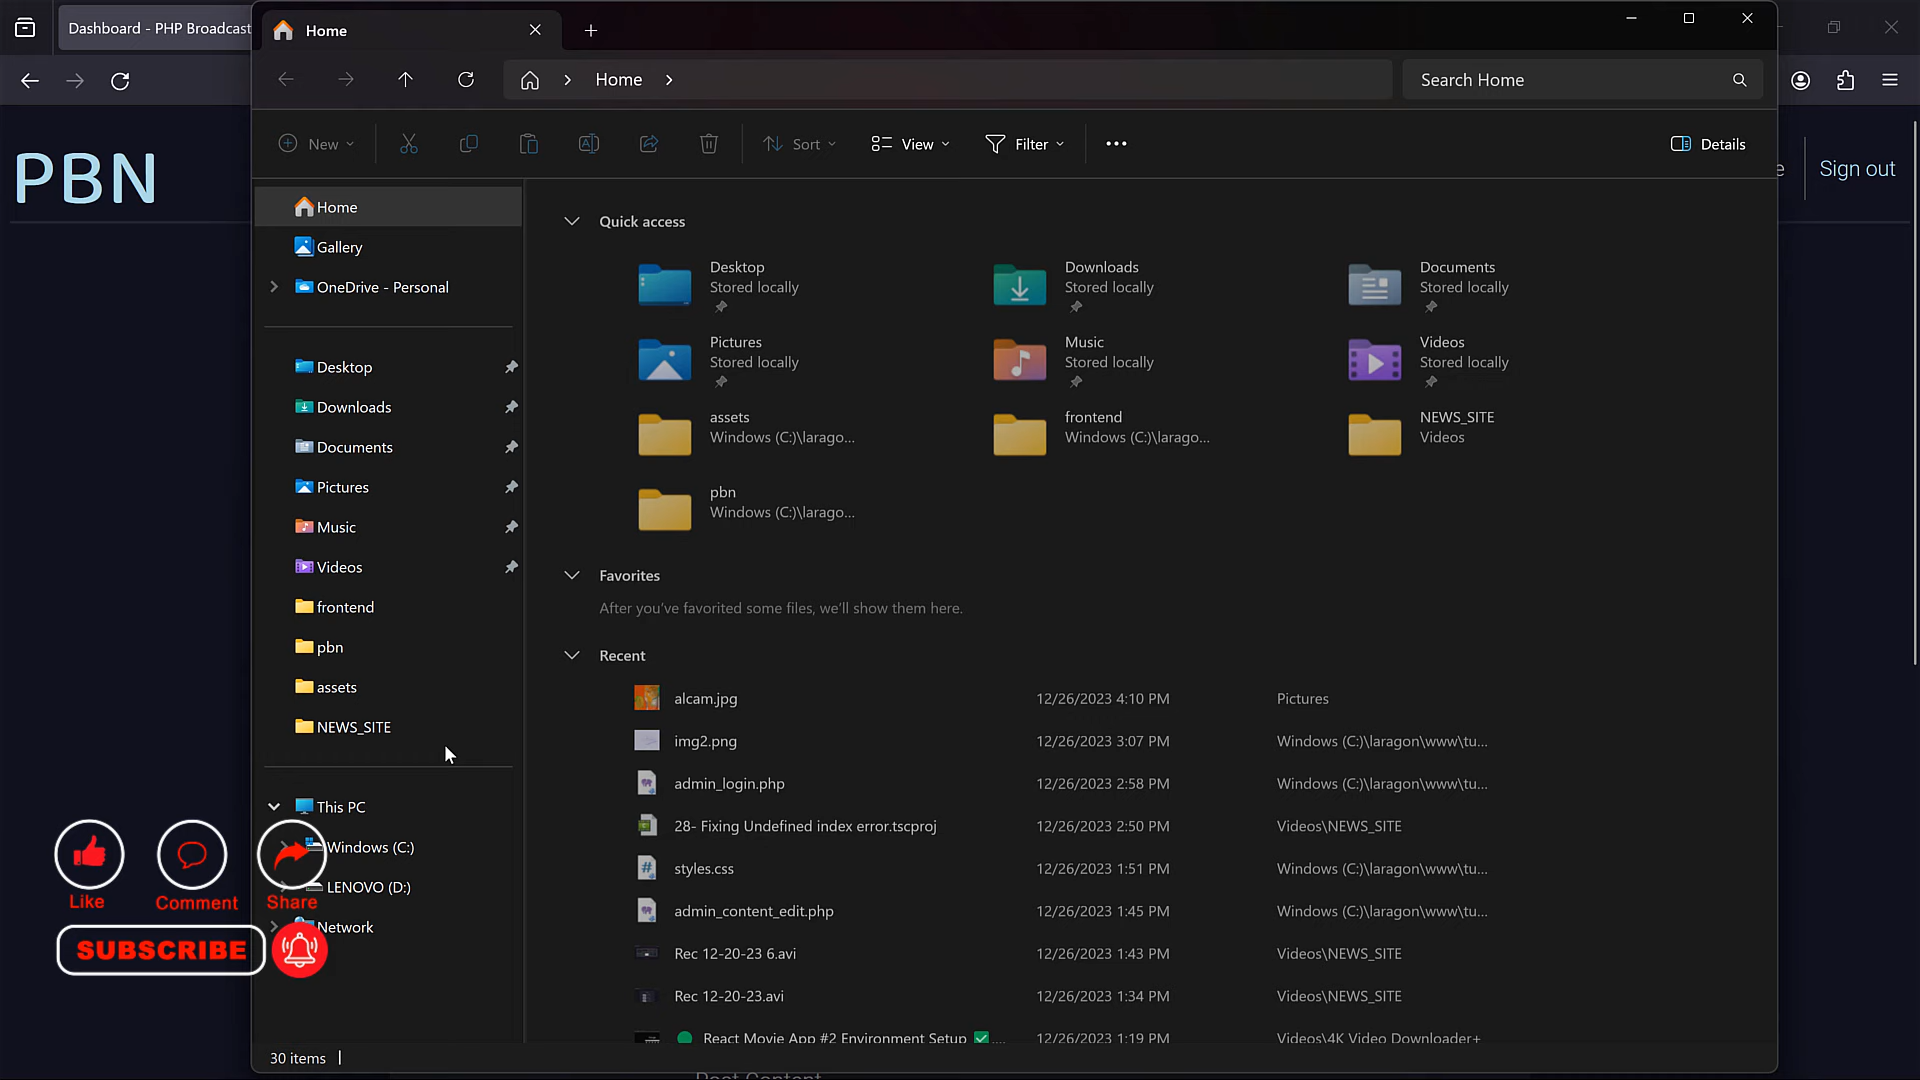 Dashboard - PHP Broadcast
Home
Home
Search Home
New
Sort
View
Filter
Details
PBN
e
Sign out
Home
Gallery
OneDrive - Personal
Desktop
Downloads
Documents
Pictures
Music
Videos
frontend
pbn
assets
NEWS_SITE
This PC
Windows (C:)
LENOVO (D:)
Network
Quick access
Desktop
Stored locally
Downloads
Stored locally
Documents
Stored locally
Pictures
Stored locally
Music
Stored locally
Videos
Stored locally
assets
Windows (C:)\larago...
frontend
Windows (C:)\larago...
NEWS_SITE
Videos
pbn
Windows (C:)\larago...
Favorites
After you've favorited some files, we'll show them here.
Recent
alcam.jpg 12/26/2023 4:10 PM Pictures
img2.png 12/26/2023 3:07 PM Windows (C:)\laragon\www\tu...
admin_login.php 12/26/2023 2:58 PM Windows (C:)\laragon\www\tu...
28- Fixing Undefined index error.tscproj 12/26/2023 2:50 PM Videos\NEWS_SITE
styles.css 12/26/2023 1:51 PM Windows (C:)\laragon\www\tu...
admin_content_edit.php 12/26/2023 1:45 PM Windows (C:)\laragon\www\tu...
Rec 12-20-23 6.avi 12/26/2023 1:43 PM Videos\NEWS_SITE
Rec 12-20-23.avi 12/26/2023 1:34 PM Videos\NEWS_SITE
React Movie App #2 Environment Setup ✅.... 12/26/2023 1:19 PM Videos\4K Video Downloader+
Like
Comment
Share
SUBSCRIBE
30 items
Post Content